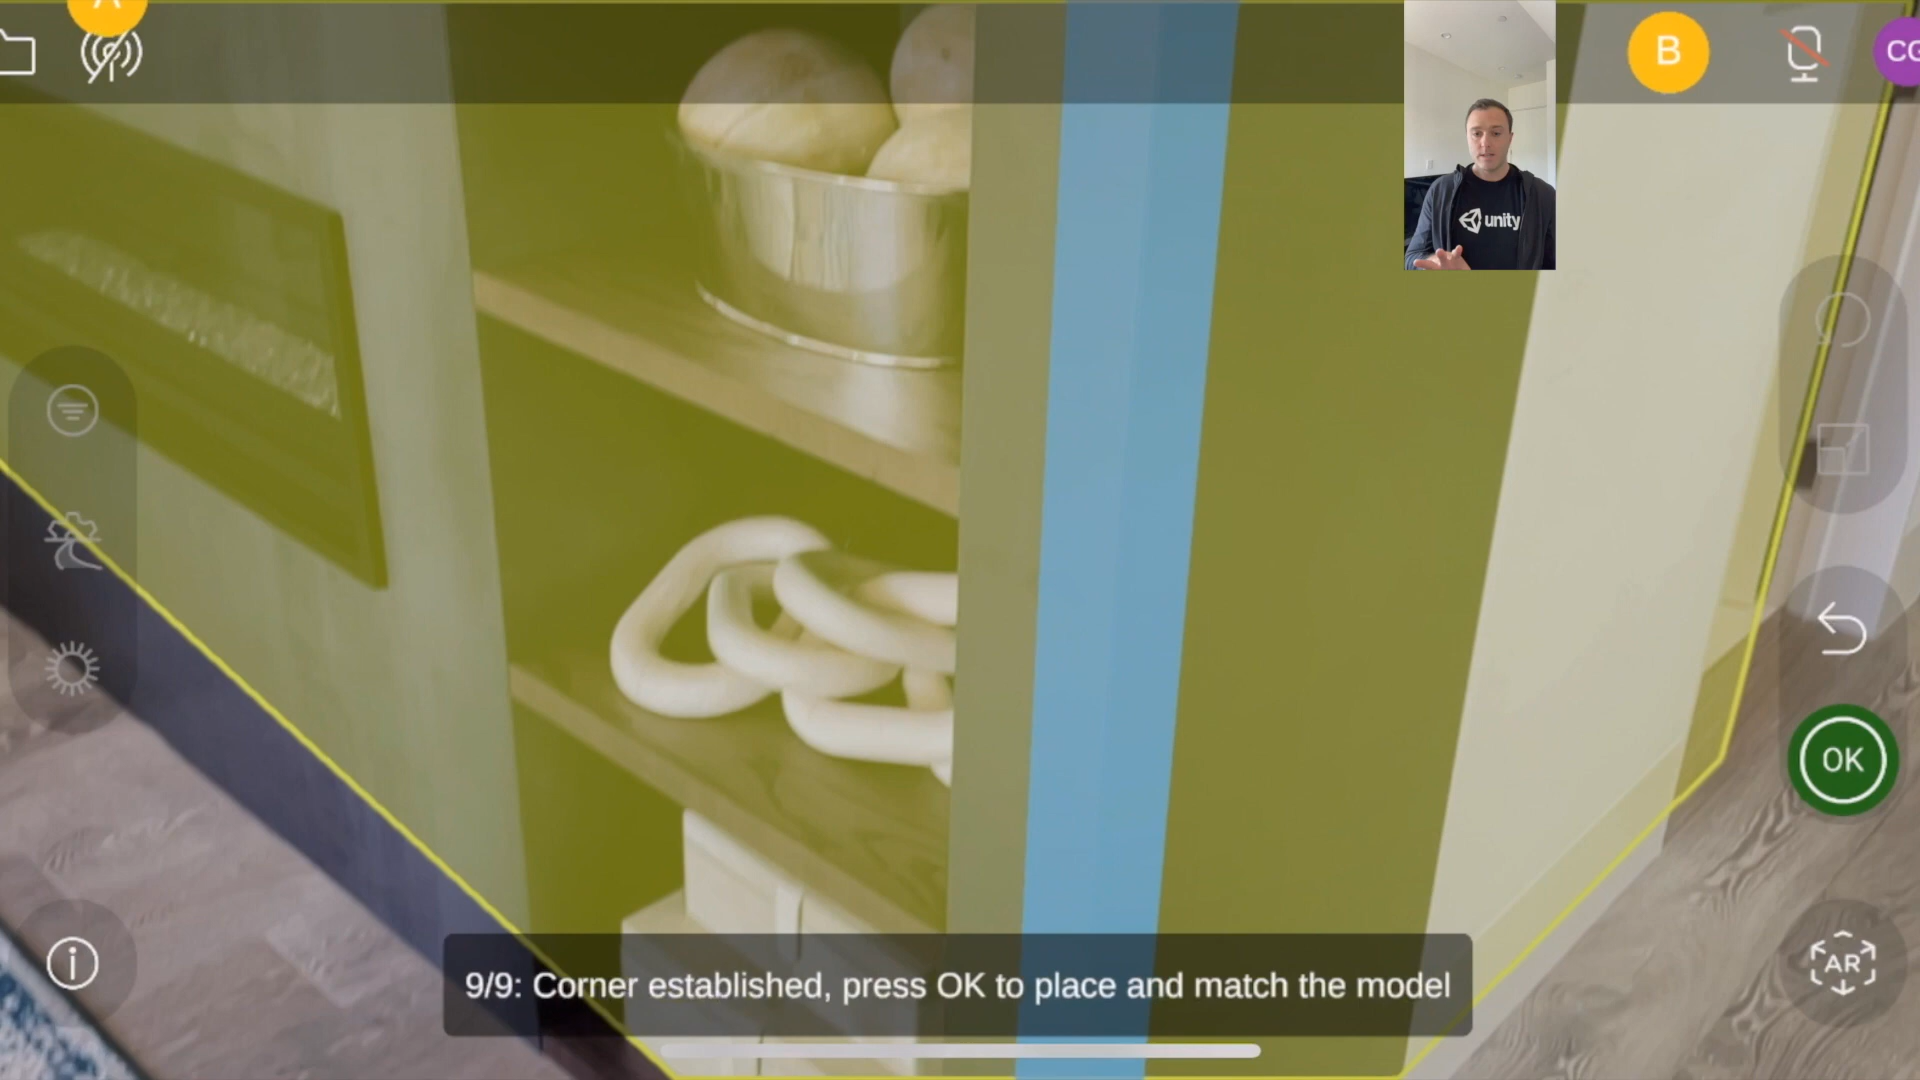 A
B
CG
unity
OK
AR
9/9: Corner established, press OK to place and match the model